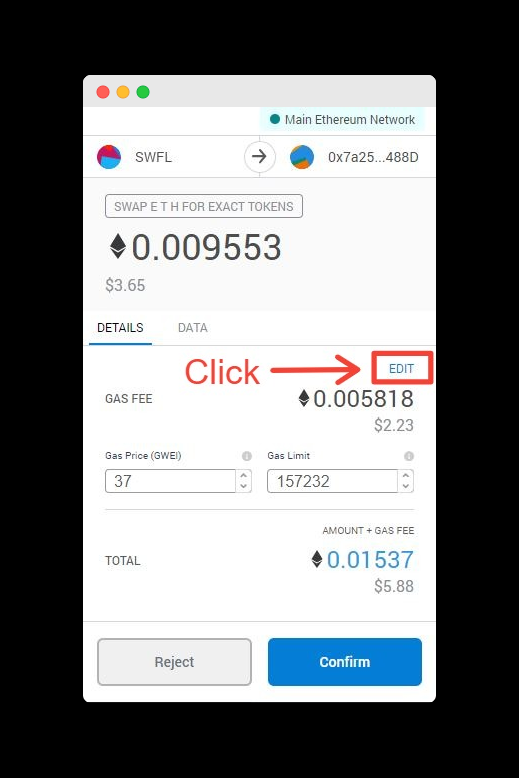 Main Ethereum Network
SWFL
0x7a25...488D
SWAP E T H FOR EXACT TOKENS
0.009553
$3.65
DETAILS DATA
Click EDIT
GAS FEE 0.005818
$2.23
Gas Price (GWEI) Gas Limit
37 157232
AMOUNT + GAS FEE
TOTAL 0.01537
$5.88
Reject Confirm